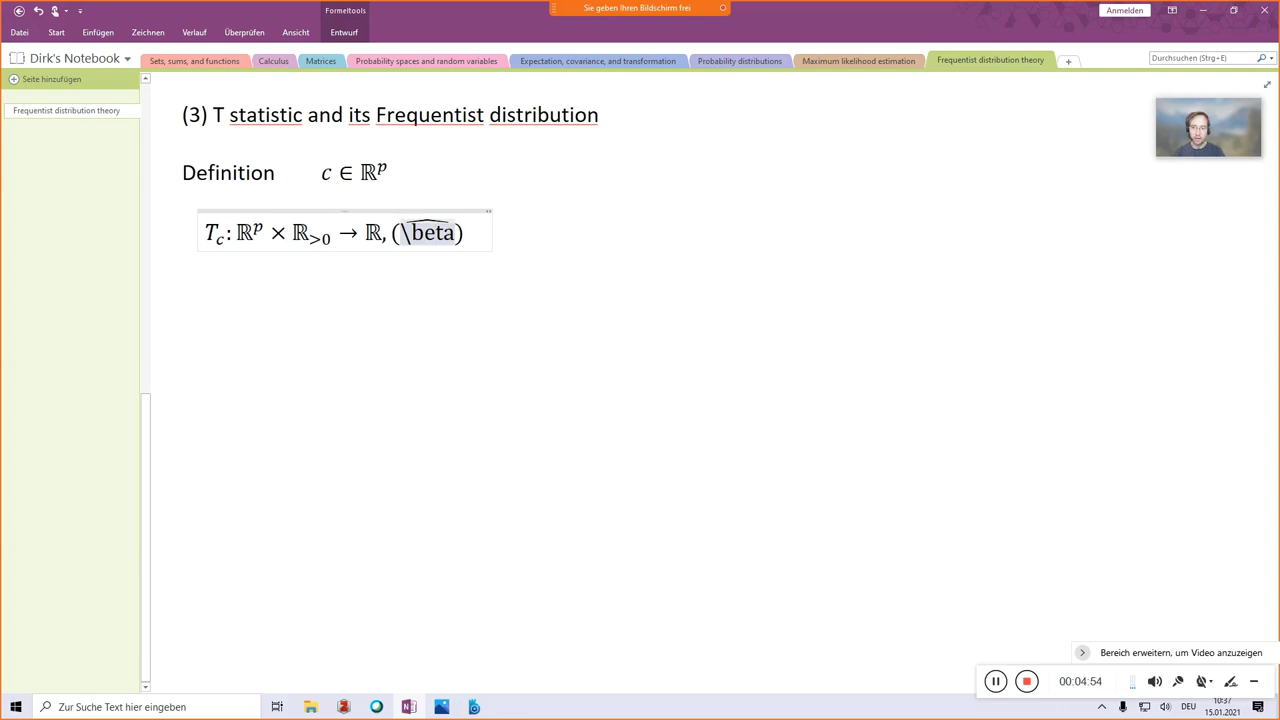 Formeltools
Sie geben Ihren Bildschirm frei
Anmelden
Datei Start Einfügen Zeichnen Verlauf Überprüfen Ansicht Entwurf
Dirk's Notebook
Sets, sums, and functions Calculus Matrices Probability spaces and random variables Expectation, covariance, and transformation Probability distributions Maximum likelihood estimation Frequentist distribution theory
Durchsuchen (Strg+E)
Seite hinzufügen
Frequentist distribution theory
(3) T statistic and its Frequentist distribution
Definition c ∈ ℝᵖ
T_c: ℝᵖ × ℝ_{>0} → ℝ, (\beta)
Bereich erweitern, um Video anzuzeigen
00:04:54
Zur Suche Text hier eingeben
DEU
10:37
15.01.2021